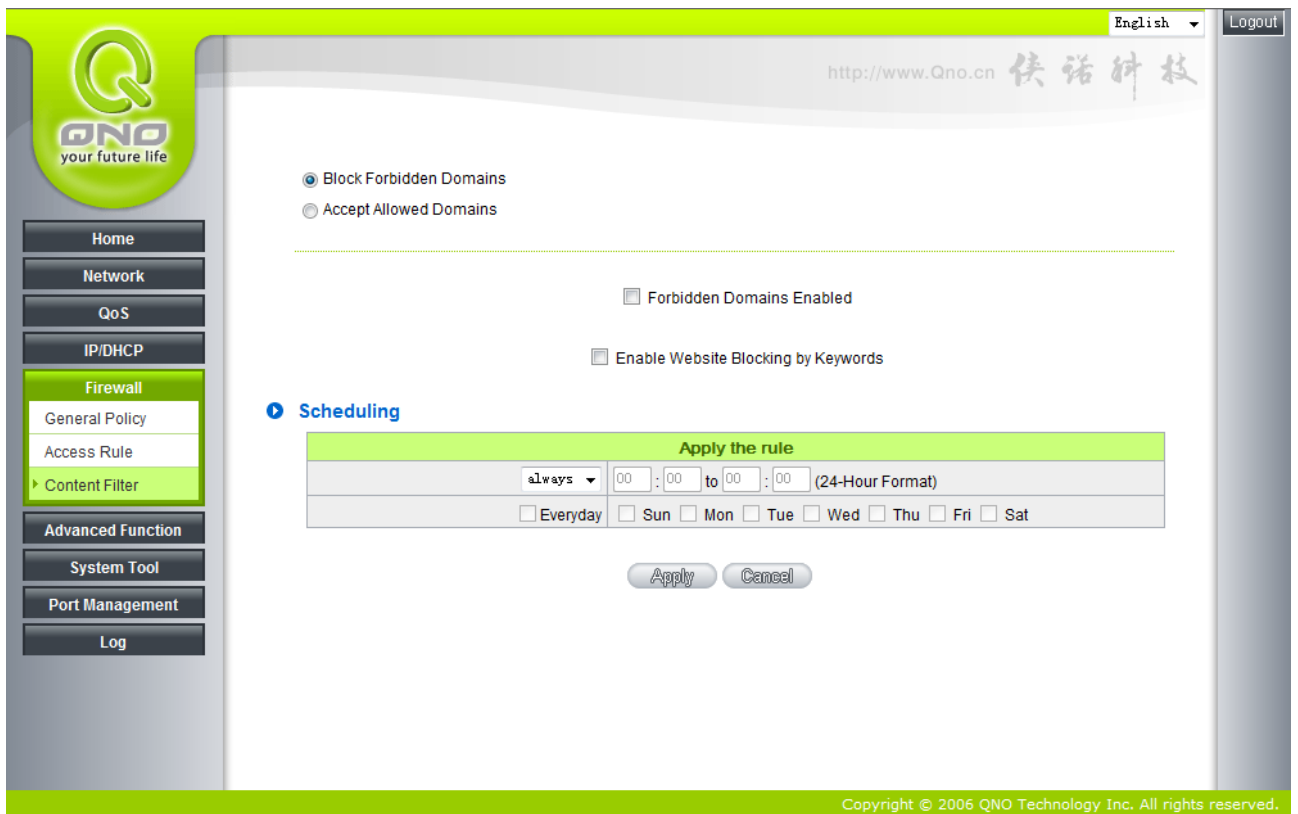 English
Logout
http://www.Qno.cn 侠诺科技
QNO
your future life
Block Forbidden Domains
Accept Allowed Domains
Home
Network
QoS
IP/DHCP
Firewall
General Policy
Access Rule
Content Filter
Advanced Function
System Tool
Port Management
Log
Forbidden Domains Enabled
Enable Website Blocking by Keywords
Scheduling
Apply the rule
always 00 : 00 to 00 : 00 (24-Hour Format)
Everyday Sun Mon Tue Wed Thu Fri Sat
Apply Cancel
Copyright © 2006 QNO Technology Inc. All rights reserved.